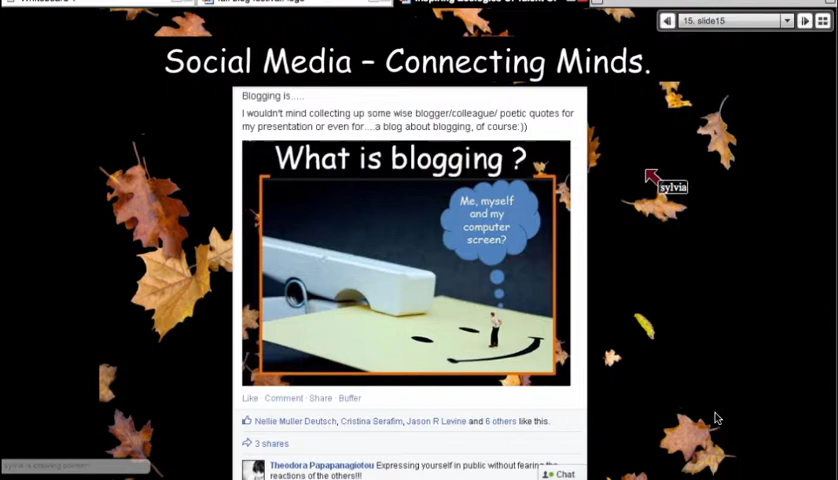 15. slide15
Social Media – Connecting Minds.
Blogging is.....
I wouldn't mind collecting up some wise blogger/colleague/ poetic quotes for
my presentation or even for....a blog about blogging, of course:))
What is blogging ?
Me, myself
and my
computer
screen?
sylvia
Like · Comment · Share · Buffer
Nellie Muller Deutsch, Cristina Serafim, Jason R Levine and 6 others like this.
3 shares
Theodora Papapanagiotou Expressing yourself in public without fearing the
reactions of the others!!!
Chat